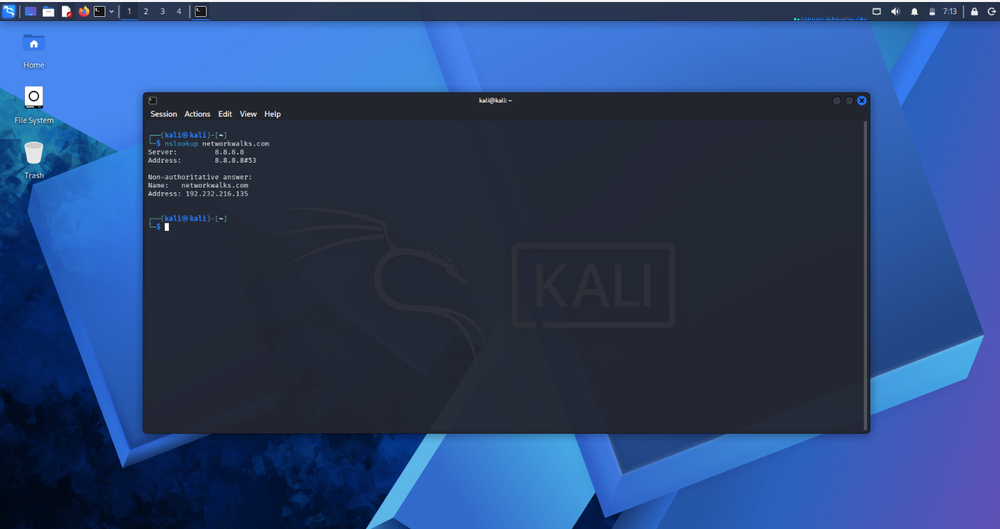 1 2 3 4 7:13
Home
File System
Trash
kali@kali: ~
Session Actions Edit View Help
┌──(kali㉿kali)-[~]
└─$ nslookup networkwalks.com
Server:         8.8.8.8
Address:        8.8.8.8#53
Non-authoritative answer:
Name:   networkwalks.com
Address: 192.232.216.135
┌──(kali㉿kali)-[~]
└─$
KALI